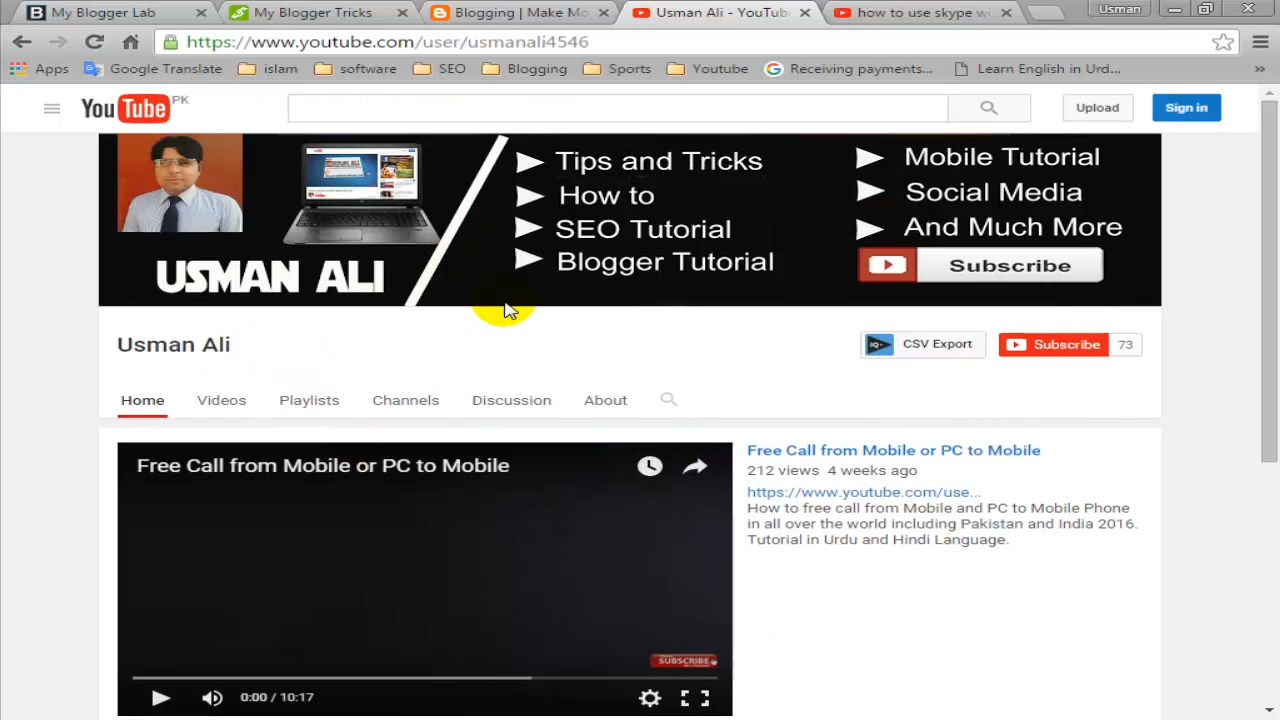 My Blogger Lab
My Blogger Tricks
Blogging | Make Mo
Usman Ali - YouTub
how to use skype wi
Usman
https://www.youtube.com/user/usmanali4546
Apps
Google Translate
islam
software
SEO
Blogging
Sports
Youtube
Receiving payments...
Learn English in Urd...
»
YouTube PK
Upload
Sign in
Tips and Tricks
How to
SEO Tutorial
Blogger Tutorial
Mobile Tutorial
Social Media
And Much More
Subscribe
USMAN ALI
Usman Ali
CSV Export
Subscribe 73
Home
Videos
Playlists
Channels
Discussion
About
Free Call from Mobile or PC to Mobile
SUBSCRIBE
0:00 / 10:17
Free Call from Mobile or PC to Mobile
212 views 4 weeks ago
https://www.youtube.com/use...
How to free call from Mobile and PC to Mobile Phone
in all over the world including Pakistan and India 2016.
Tutorial in Urdu and Hindi Language.